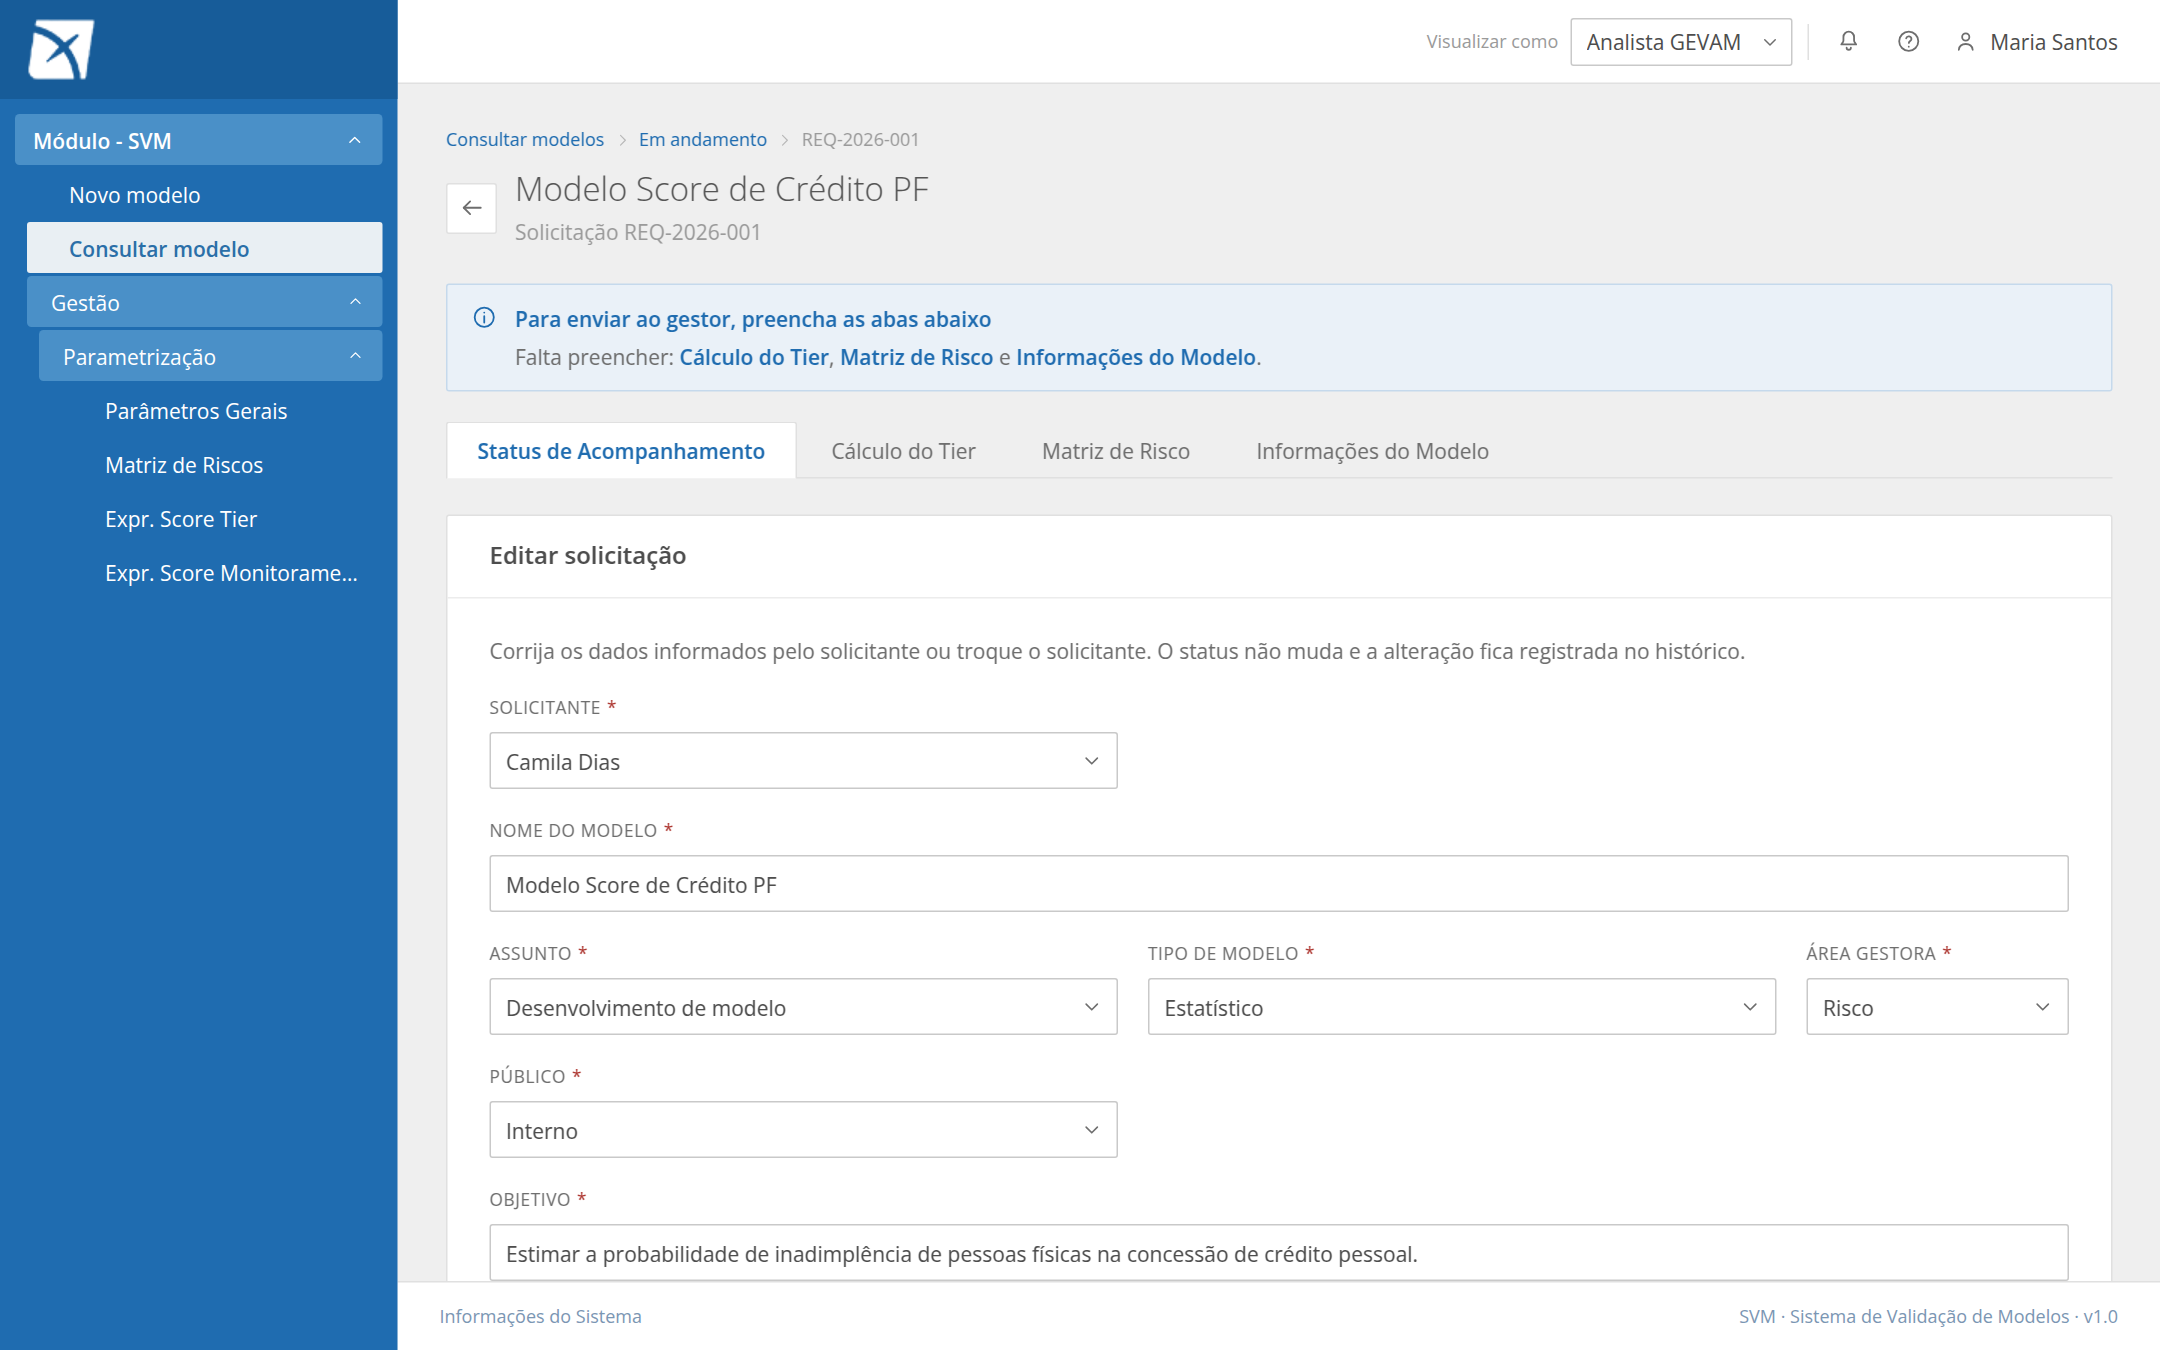 Visualizar como
Analista GEVAM
Maria Santos
Módulo - SVM
Novo modelo
Consultar modelo
Gestão
Parametrização
Parâmetros Gerais
Matriz de Riscos
Expr. Score Tier
Expr. Score Monitorame...
Consultar modelos > Em andamento > REQ-2026-001
Modelo Score de Crédito PF
Solicitação REQ-2026-001
Para enviar ao gestor, preencha as abas abaixo
Falta preencher: Cálculo do Tier, Matriz de Risco e Informações do Modelo.
Status de Acompanhamento
Cálculo do Tier
Matriz de Risco
Informações do Modelo
Editar solicitação
Corrija os dados informados pelo solicitante ou troque o solicitante. O status não muda e a alteração fica registrada no histórico.
SOLICITANTE *
Camila Dias
NOME DO MODELO *
Modelo Score de Crédito PF
ASSUNTO *
Desenvolvimento de modelo
TIPO DE MODELO *
Estatístico
ÁREA GESTORA *
Risco
PÚBLICO *
Interno
OBJETIVO *
Estimar a probabilidade de inadimplência de pessoas físicas na concessão de crédito pessoal.
Informações do Sistema
SVM · Sistema de Validação de Modelos · v1.0